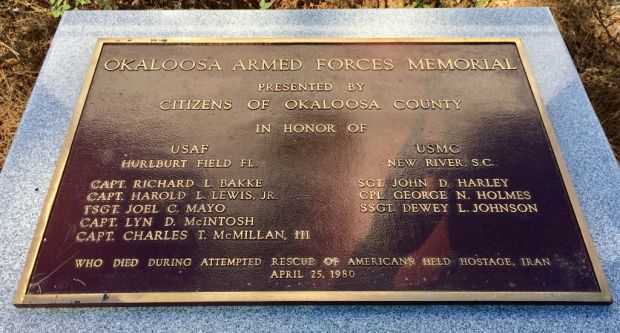 OKALOOSA ARMED FORCES MEMORIAL
PRESENTED BY
CITIZENS OF OKALOOSA COUNTY
IN HONOR OF
USAF
HURLBURT FIELD FL.
CAPT. RICHARD L. BAKKE
CAPT. HAROLD L. LEWIS, JR.
TSGT. JOEL C. MAYO
CAPT. LYN D. McINTOSH
CAPT. CHARLES T. McMILLAN, III
USMC
NEW RIVER, S.C.
SGT. JOHN D. HARLEY
CPL. GEORGE N. HOLMES
SSGT. DEWEY L. JOHNSON
WHO DIED DURING ATTEMPTED RESCUE OF AMERICANS HELD HOSTAGE, IRAN
APRIL 25, 1980